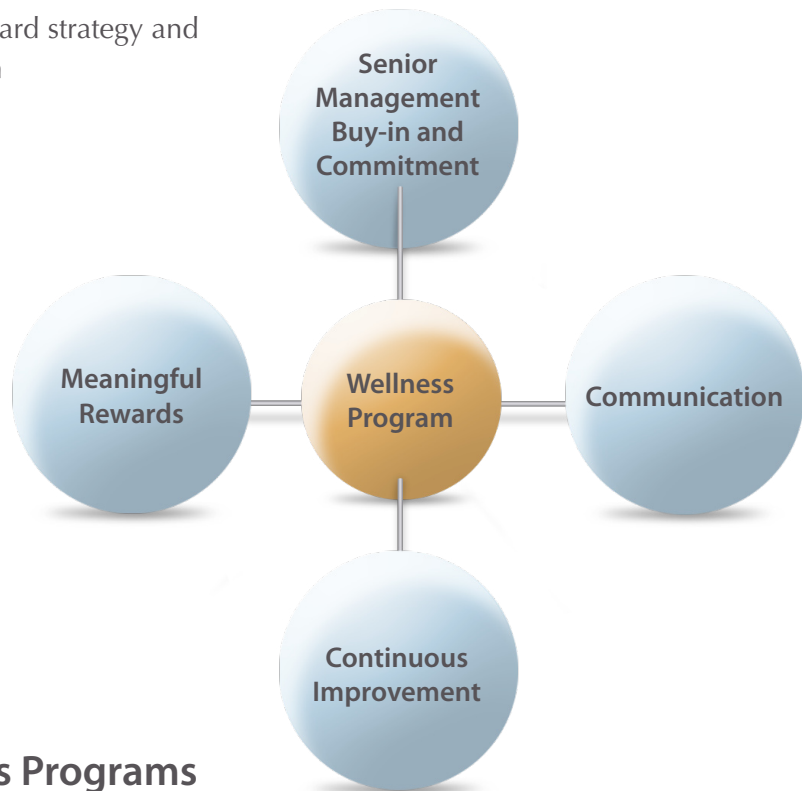 ard strategy and
Senior
Management
Buy-in and
Commitment
Meaningful
Rewards
Wellness
Program
Communication
Continuous
Improvement
s Programs